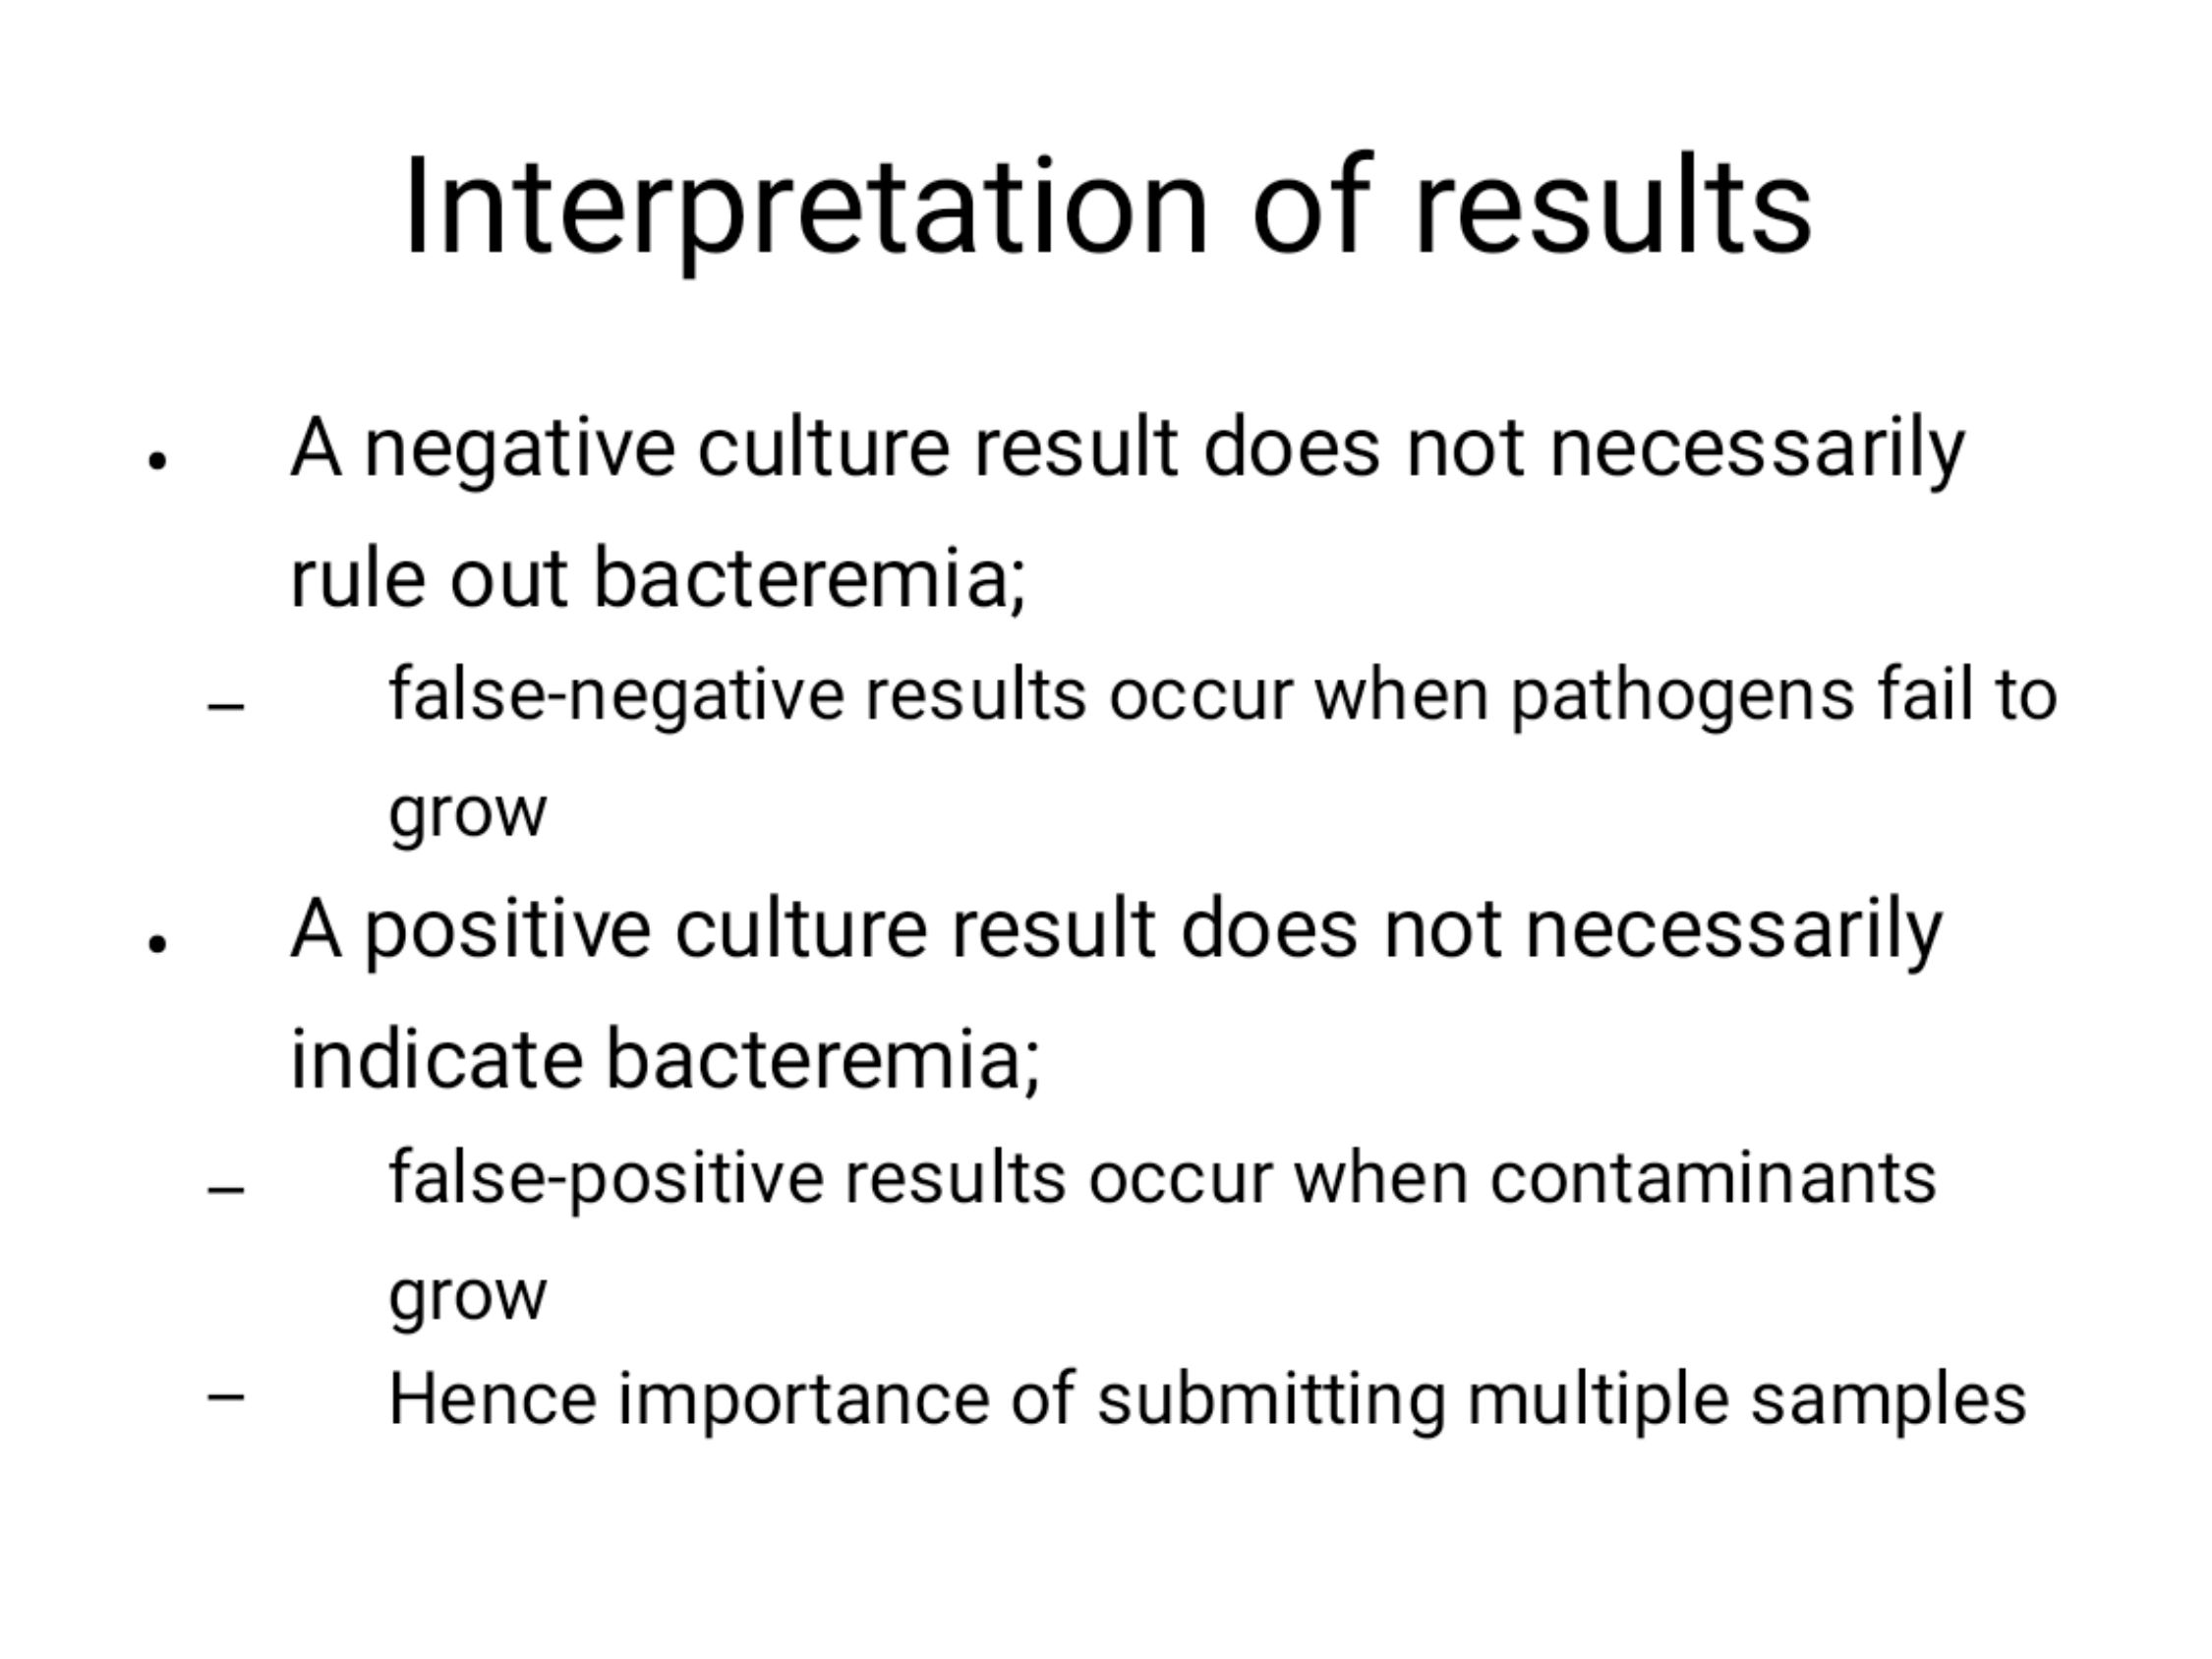 Interpretation of results
• A negative culture result does not necessarily
rule out bacteremia;
– false-negative results occur when pathogens fail to
grow
• A positive culture result does not necessarily
indicate bacteremia;
– false-positive results occur when contaminants
grow
– Hence importance of submitting multiple samples